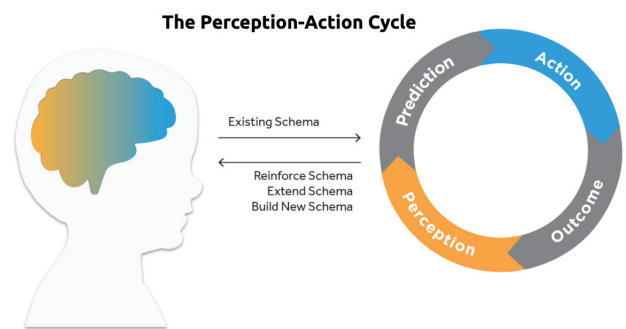 The Perception-Action Cycle
Existing Schema
Reinforce Schema
Extend Schema
Build New Schema
Prediction
Action
Outcome
Perception